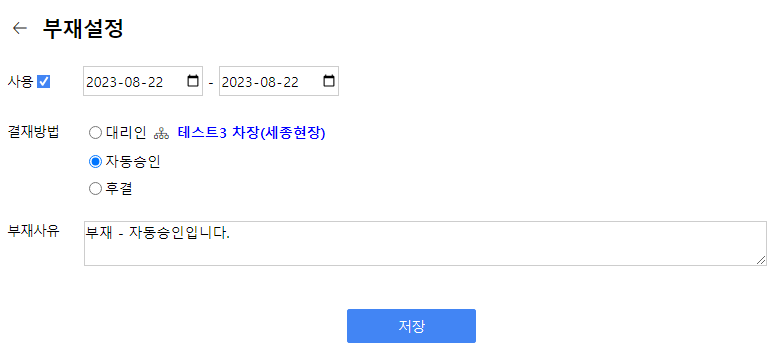 부재설정
사용 2023-08-22 - 2023-08-22
결재방법 대리인 테스트3 차장(세종현장)
자동승인
후결
부재사유 부재 - 자동승인입니다.
저장